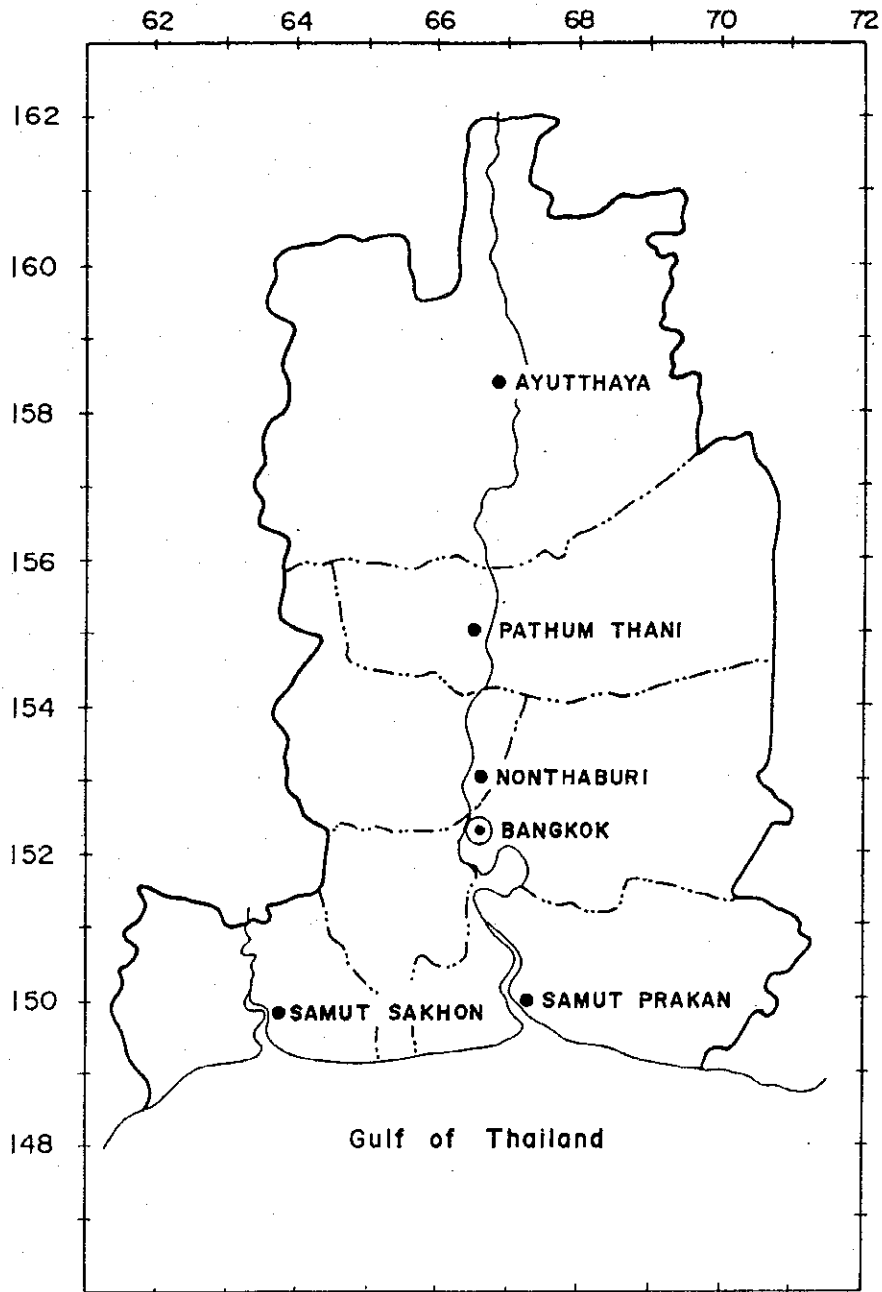 62 64 66 68 70 72
162
160
AYUTTHAYA
158
156
PATHUM THANI
154
NONTHABURI
BANGKOK
152
150
SAMUT SAKHON
SAMUT PRAKAN
148
Gulf of Thailand